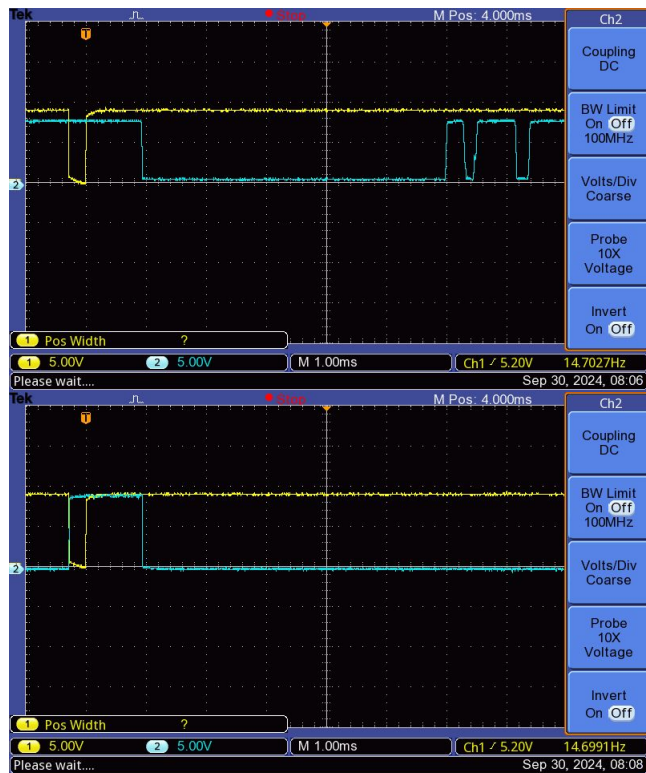 Tek M Pos: 4.000ms Ch2
T
Coupling
DC
BW Limit
On Off
100MHz
2
Volts/Div
Coarse
Probe
10X
Voltage
Invert
On Off
1 Pos Width ?
1 5.00V 2 5.00V M 1.00ms Ch1 5.20V 14.7027Hz
Please wait.... Sep 30, 2024, 08:06
Tek M Pos: 4.000ms Ch2
T
Coupling
DC
BW Limit
On Off
100MHz
2
Volts/Div
Coarse
Probe
10X
Voltage
Invert
On Off
1 Pos Width ?
1 5.00V 2 5.00V M 1.00ms Ch1 5.20V 14.6991Hz
Please wait.... Sep 30, 2024, 08:08